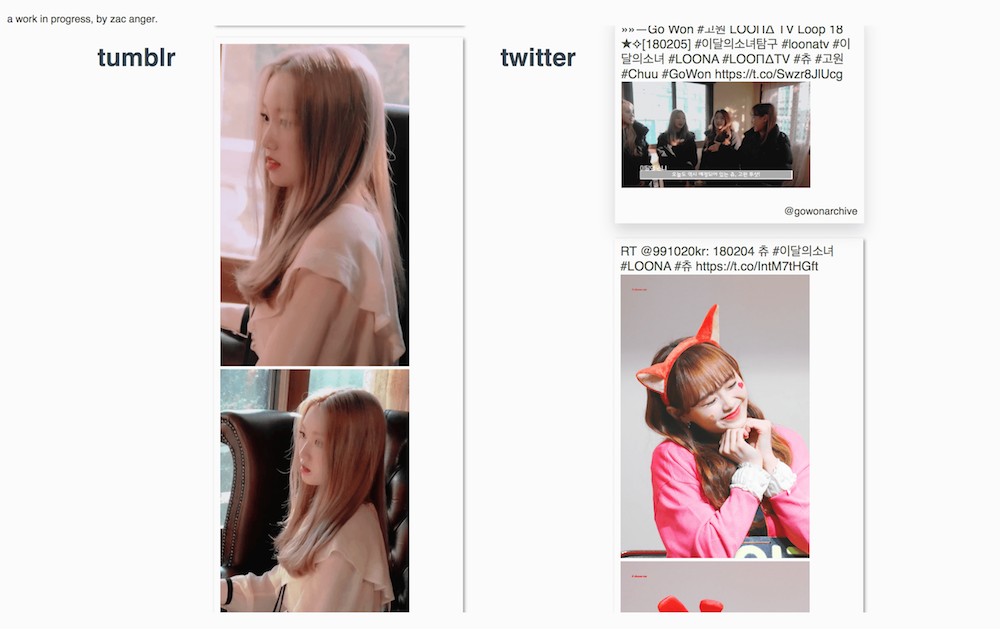 a work in progress, by zac anger.
tumblr
twitter
»»—Go Won #고원 LOOΠΔ TV Loop 18
★✧[180205] #이달의소녀탐구 #loonatv #이
달의소녀 #LOONA #LOOΠΔTV #츄 #고원
#Chuu #GoWon https://t.co/Swzr8JlUcg
@gowonarchive
RT @991020kr: 180204 츄 #이달의소녀
#LOONA #츄 https://t.co/IntM7tHGft